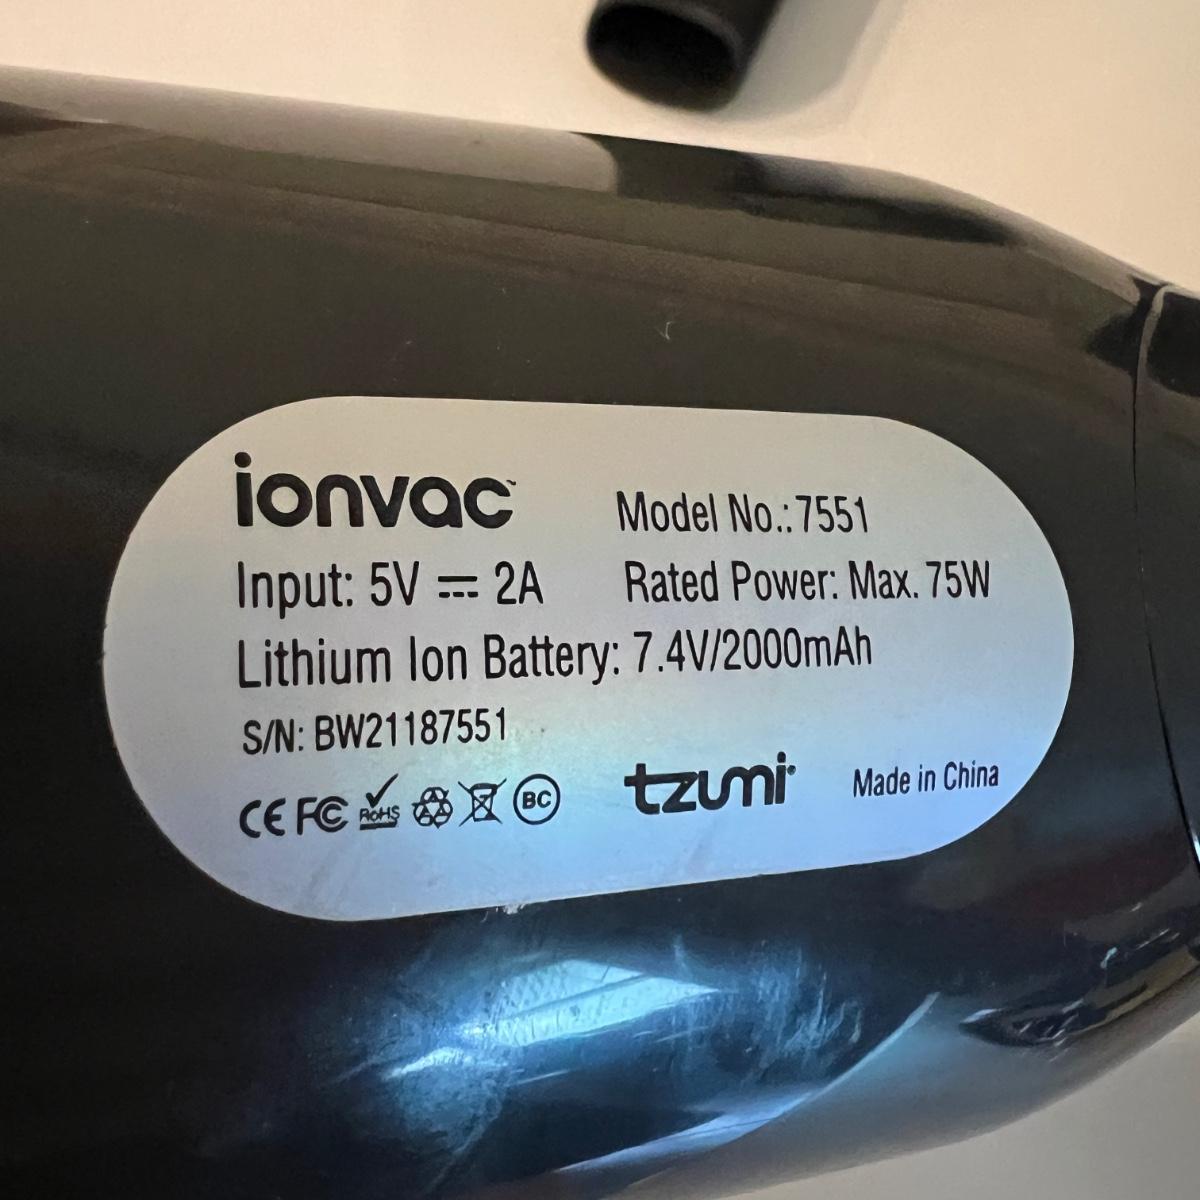 ionvac™ Model No.: 7551
Input: 5V ⎓ 2A Rated Power: Max. 75W
Lithium Ion Battery: 7.4V/2000mAh
S/N: BW21187551
CE FC RoHS BC tzumi® Made in China